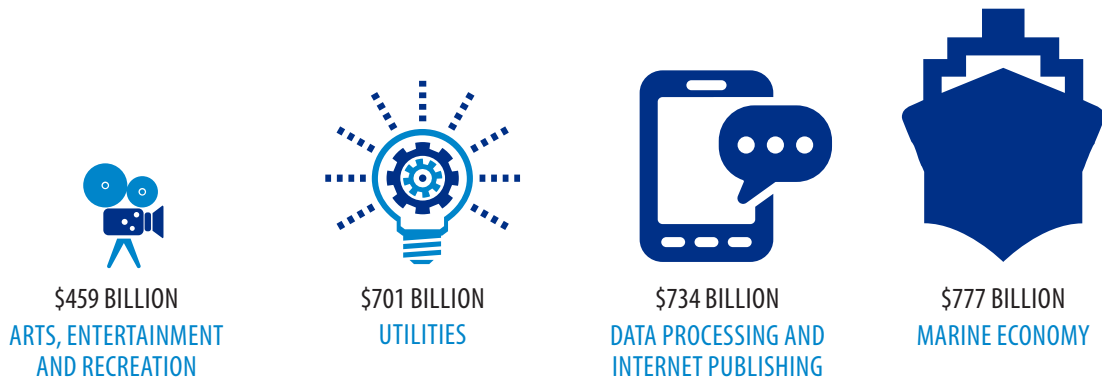 $459 BILLION
ARTS, ENTERTAINMENT
AND RECREATION
$701 BILLION
UTILITIES
$734 BILLION
DATA PROCESSING AND
INTERNET PUBLISHING
$777 BILLION
MARINE ECONOMY